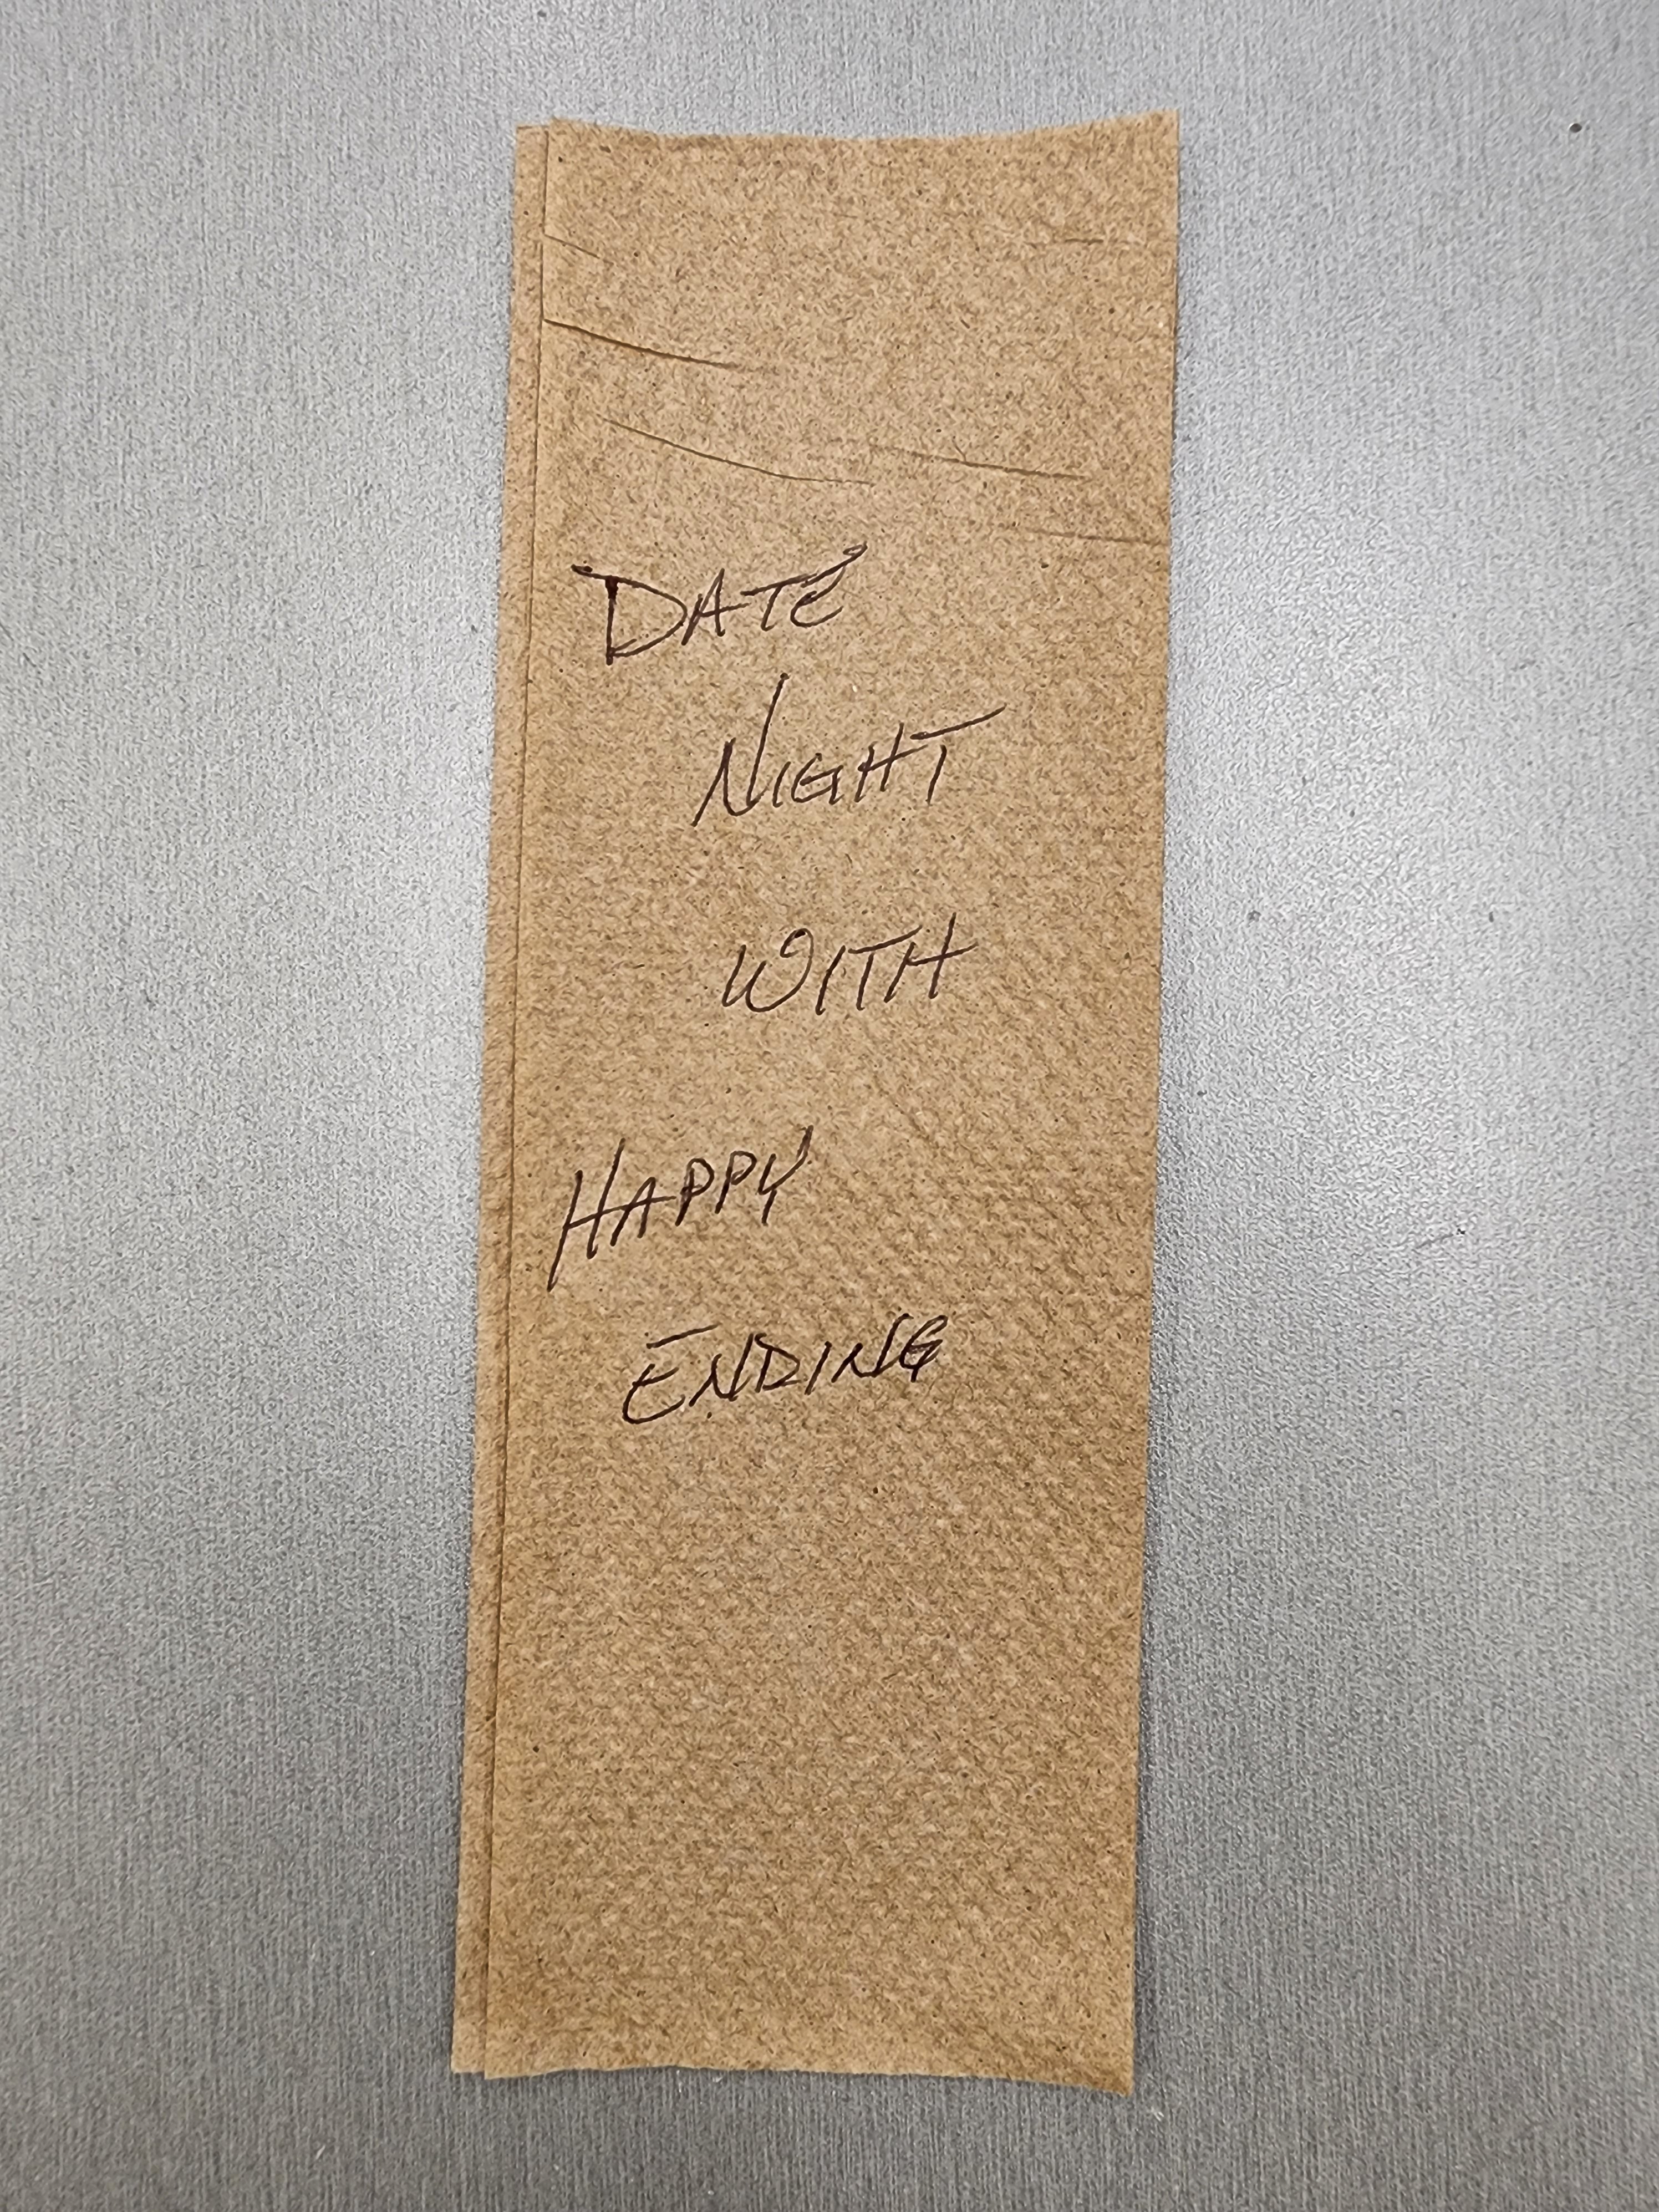 DATE
NIGHT
WITH
HAPPY
ENDING